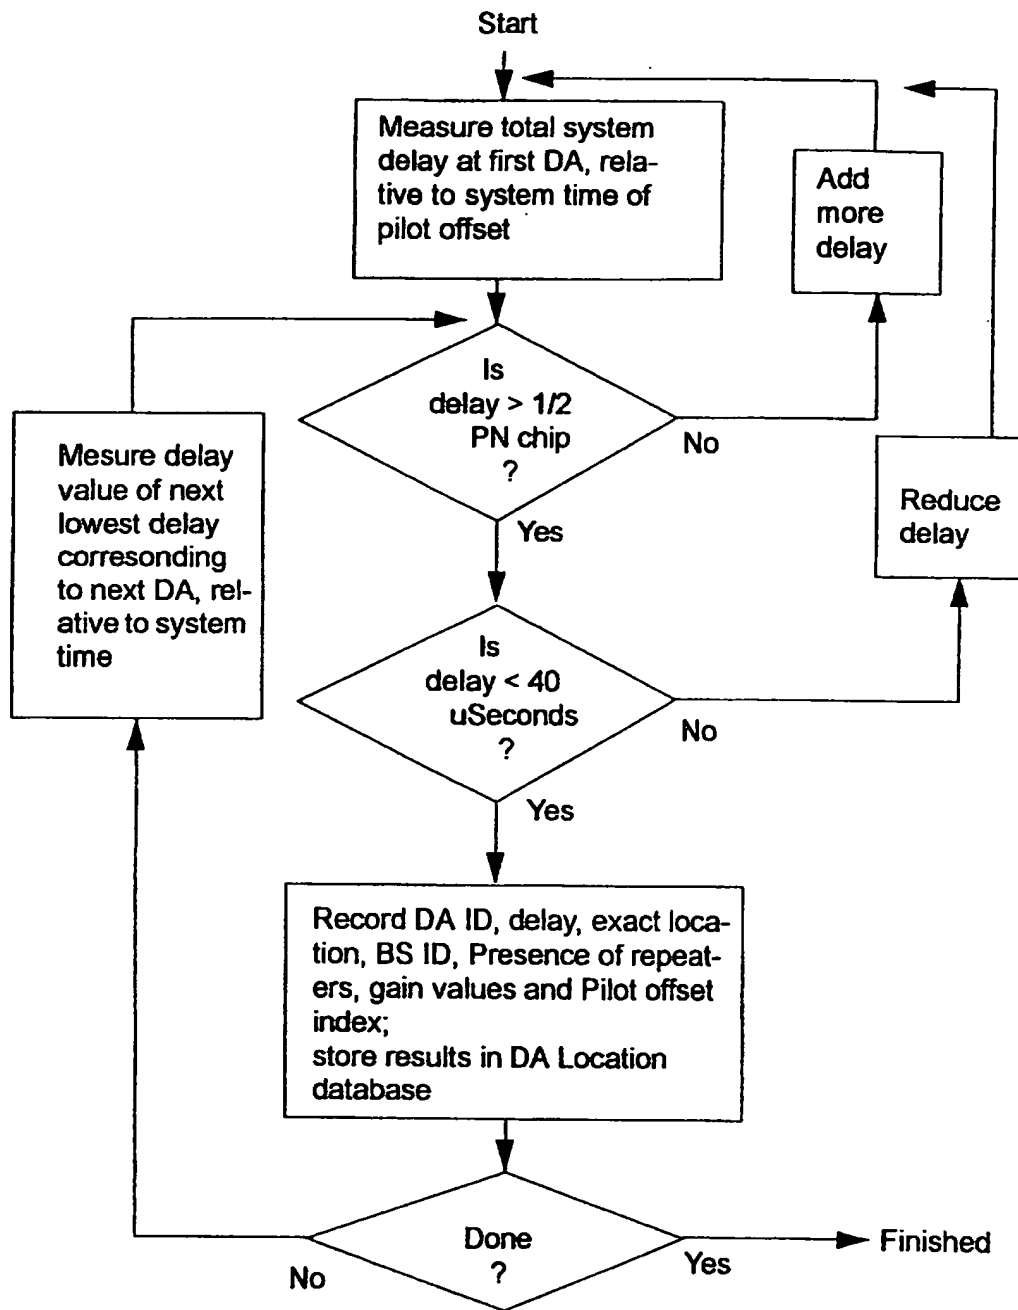 Start
Measure total system
delay at first DA, rela-
tive to system time of
pilot offset
Add
more
delay
Is
delay > 1/2
PN chip
?
No
Yes
Mesure delay
value of next
lowest delay
corresonding
to next DA, rel-
ative to system
time
Reduce
delay
Is
delay < 40
uSeconds
?
No
Yes
Record DA ID, delay, exact loca-
tion, BS ID, Presence of repeat-
ers, gain values and Pilot offset
index;
store results in DA Location
database
Done
?
No
Yes
Finished